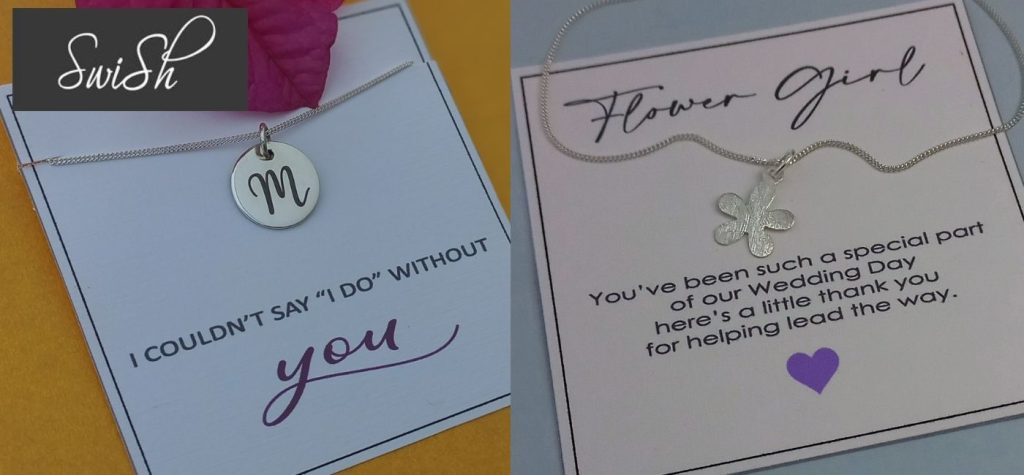 SwiSh
M
I COULDN'T SAY "I DO" WITHOUT
you
Flower Girl
You've been such a special part
of our Wedding Day
here's a little thank you
for helping lead the way.